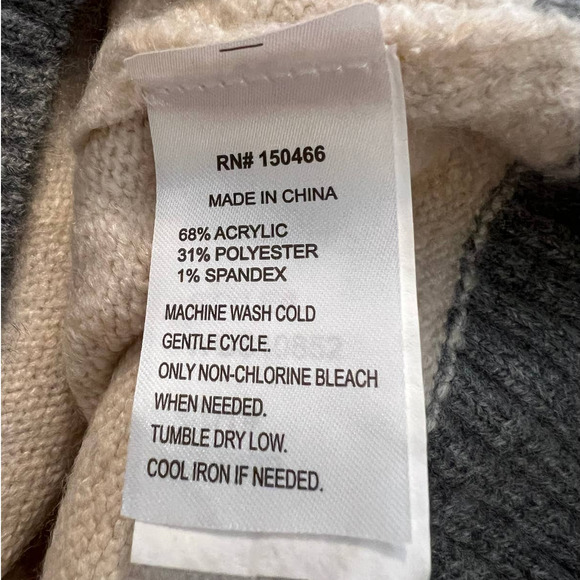 RN# 150466
MADE IN CHINA
68% ACRYLIC
31% POLYESTER
1% SPANDEX
MACHINE WASH COLD
GENTLE CYCLE.
ONLY NON-CHLORINE BLEACH
WHEN NEEDED.
TUMBLE DRY LOW.
COOL IRON IF NEEDED.